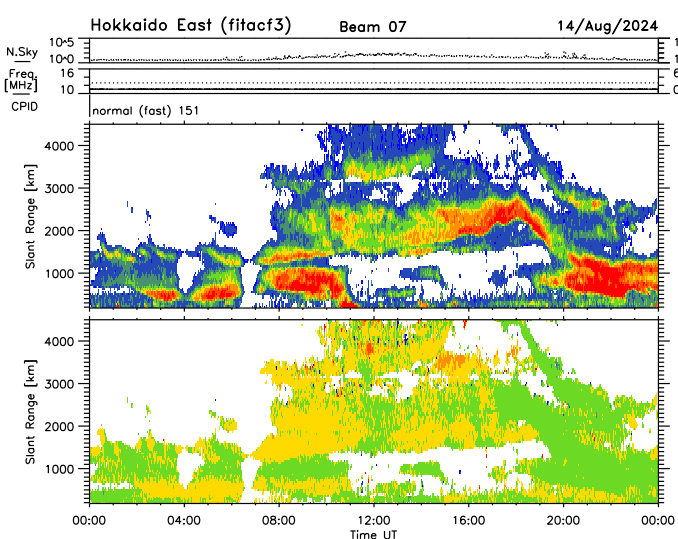 Hokkaido East (fitacf3) Beam 07 14/Aug/2024
N.Sky 10^5 10^0 1 1
Freq. [MHz] 16 10 6 0
CPID normal (fast) 151
Slant Range [km] 4000 3000 2000 1000
Slant Range [km] 4000 3000 2000 1000
00:00 04:00 08:00 12:00 16:00 20:00 00:00
Time UT